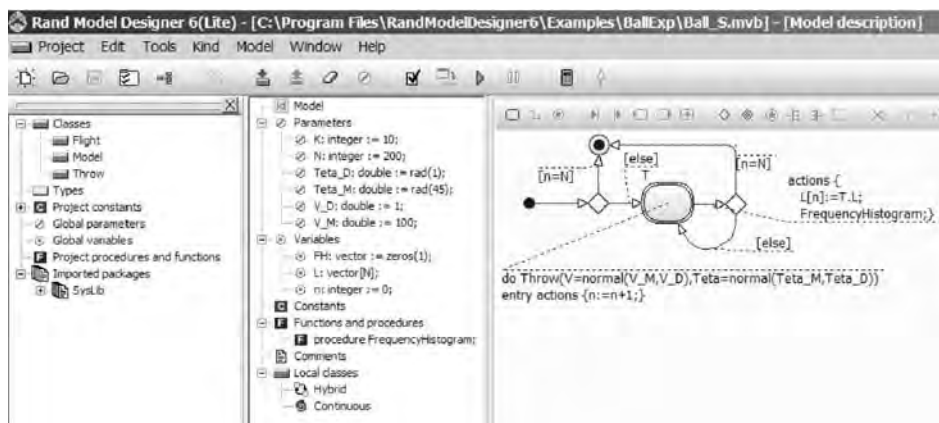 Rand Model Designer 6(Lite) - [C:\Program Files\RandModelDesigner6\Examples\BallExp\Ball_S.mvb] - [Model description]
Project Edit Tools Kind Model Window Help
Classes
Flight
Model
Throw
Types
Project constants
Global parameters
Global variables
Project procedures and functions
Imported packages
SysLib
Model
Parameters
K: integer := 10;
N: integer := 200;
Teta_D: double := rad(1);
Teta_M: double := rad(45);
V_D: double := 1;
V_M: double := 100;
Variables
FH: vector := zeros(1);
L: vector[N];
n: integer := 0;
Constants
Functions and procedures
procedure FrequencyHistogram;
Comments
Local classes
Hybrid
Continuous
[n=N]
[else]
T
[n=N]
actions {
L[n]:=T.L;
FrequencyHistogram;}
[else]
do Throw(V=normal(V_M,V_D),Teta=normal(Teta_M,Teta_D))
entry actions {n:=n+1;}